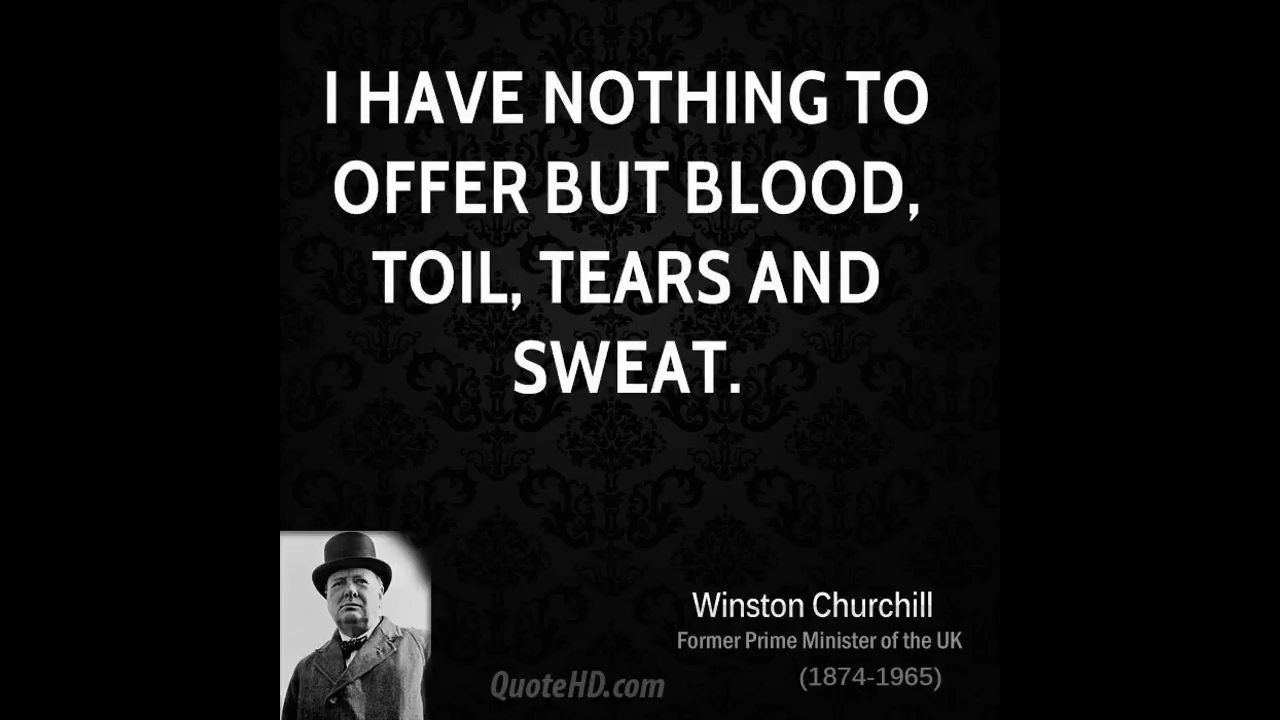 I HAVE NOTHING TO
OFFER BUT BLOOD,
TOIL, TEARS AND
SWEAT.
Winston Churchill
Former Prime Minister of the UK
(1874-1965)
QuoteHD.com